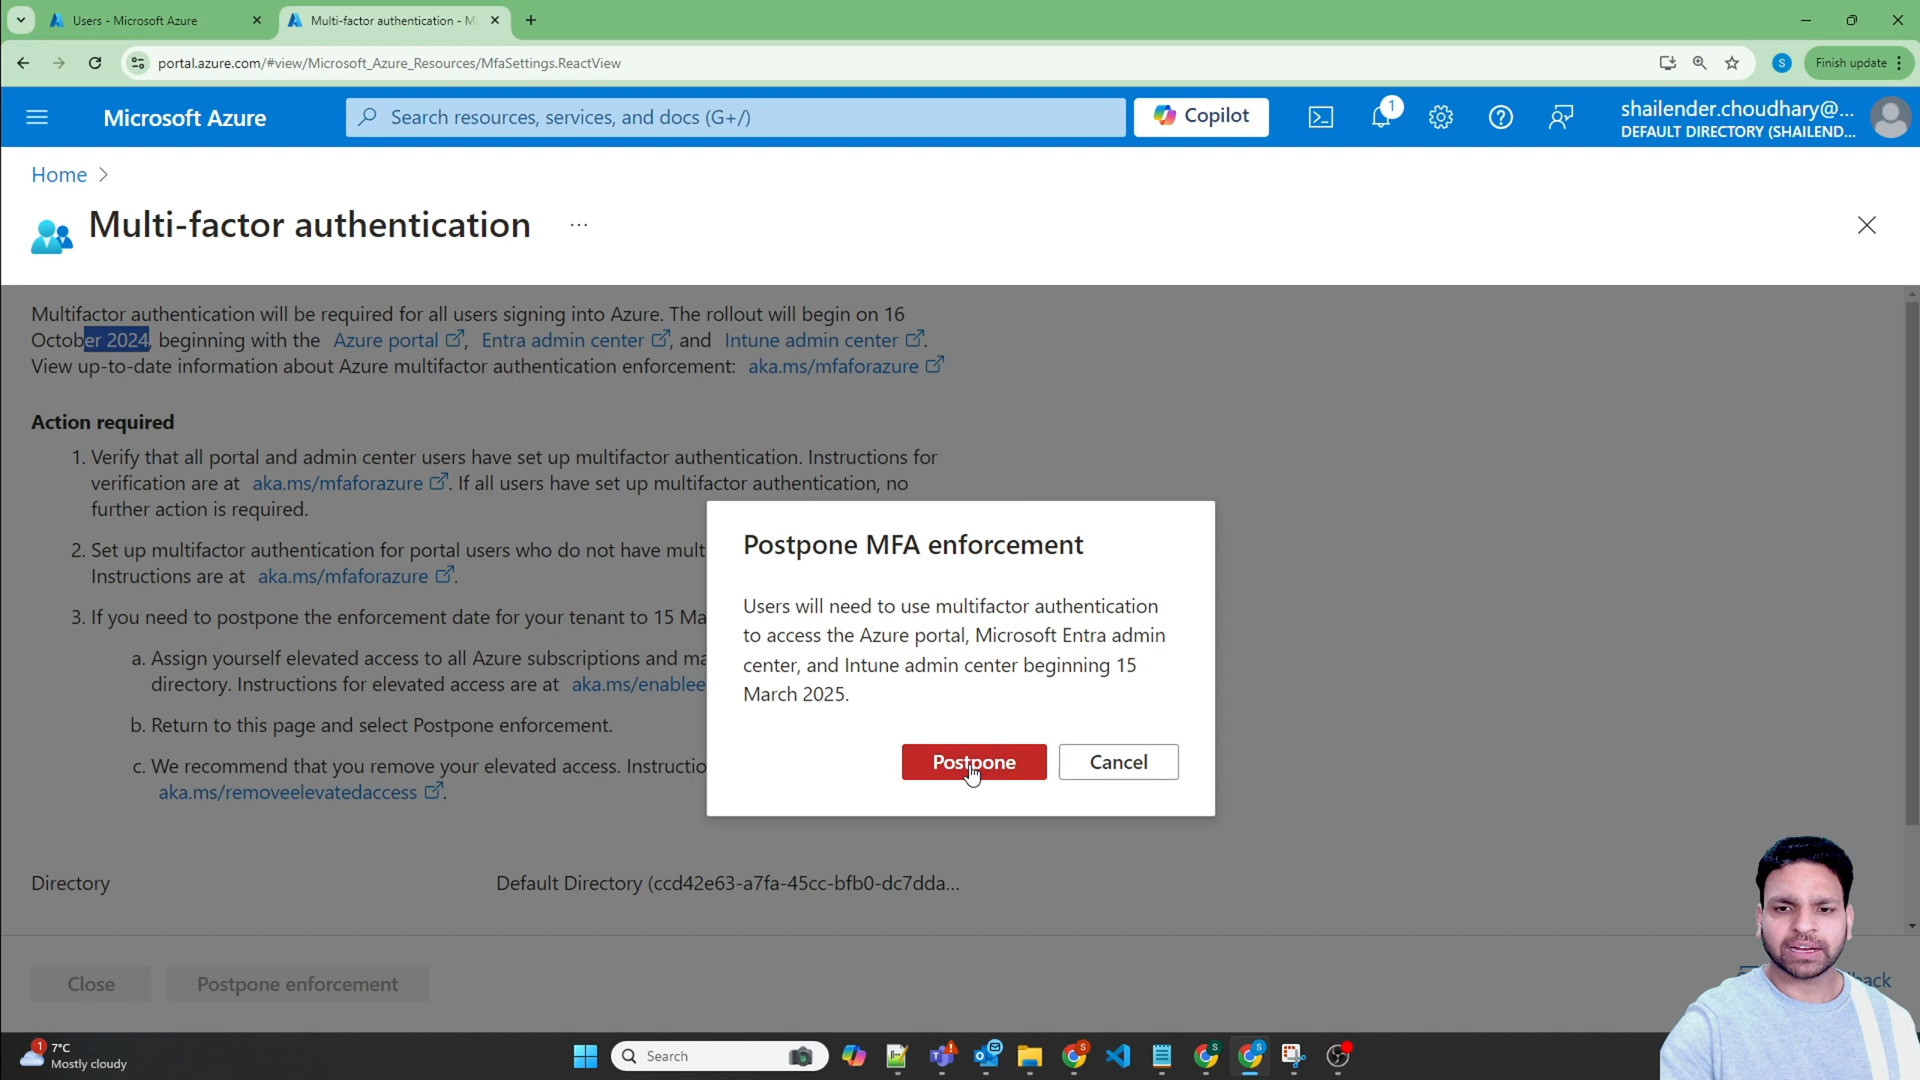 Users - Microsoft Azure
Multi-factor authentication - M
portal.azure.com/#view/Microsoft_Azure_Resources/MfaSettings.ReactView
S
Finish update
Microsoft Azure
Search resources, services, and docs (G+/)
Copilot
1
shailender.choudhary@...
DEFAULT DIRECTORY (SHAILEND...
Home
Multi-factor authentication
...
Multifactor authentication will be required for all users signing into Azure. The rollout will begin on 16
October 2024, beginning with the Azure portal, Entra admin center, and Intune admin center.
View up-to-date information about Azure multifactor authentication enforcement: aka.ms/mfaforazure
Action required
1. Verify that all portal and admin center users have set up multifactor authentication. Instructions for
verification are at aka.ms/mfaforazure. If all users have set up multifactor authentication, no
further action is required.
2. Set up multifactor authentication for portal users who do not have mult
Instructions are at aka.ms/mfaforazure.
3. If you need to postpone the enforcement date for your tenant to 15 Ma
a. Assign yourself elevated access to all Azure subscriptions and ma
directory. Instructions for elevated access are at aka.ms/enablee
b. Return to this page and select Postpone enforcement.
c. We recommend that you remove your elevated access. Instructio
aka.ms/removeelevatedaccess.
Postpone MFA enforcement
Users will need to use multifactor authentication
to access the Azure portal, Microsoft Entra admin
center, and Intune admin center beginning 15
March 2025.
Postpone
Cancel
Directory
Default Directory (ccd42e63-a7fa-45cc-bfb0-dc7dda...
Close
Postpone enforcement
back
1
7°C
Mostly cloudy
Search
S
S
S